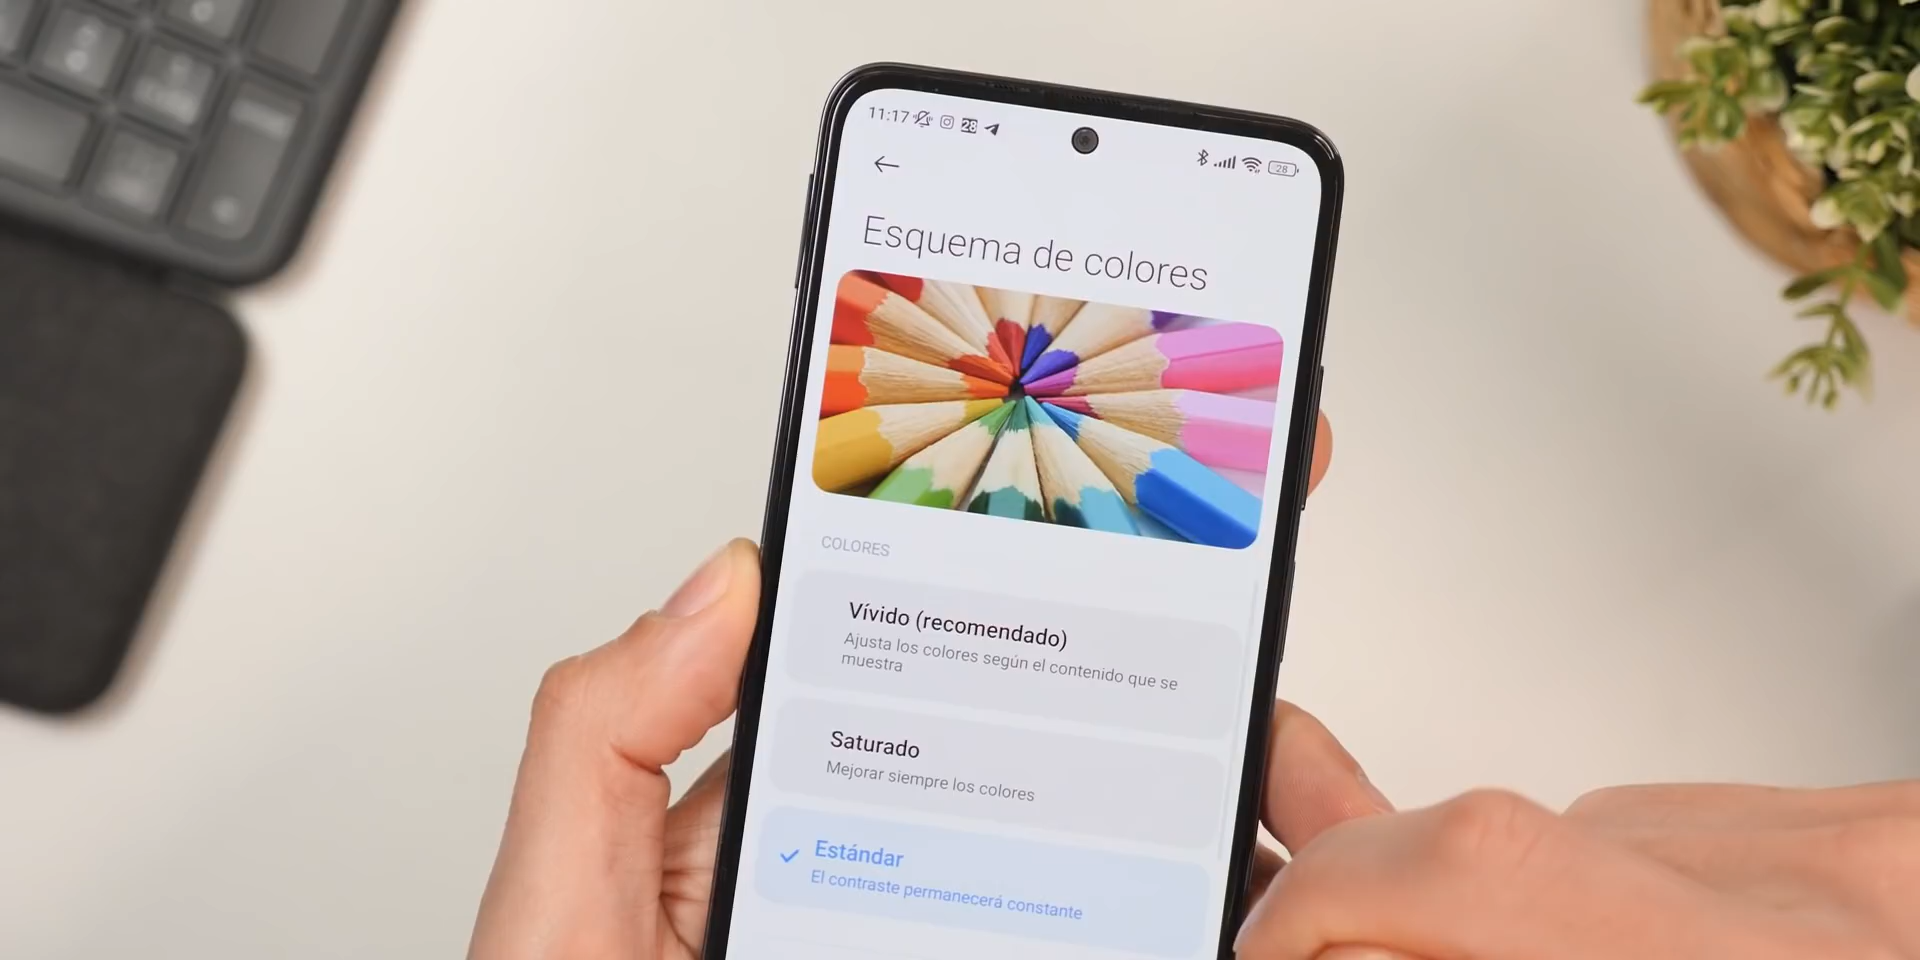 11:17 28
28
Esquema de colores
COLORES
Vívido (recomendado)
Ajusta los colores según el contenido que se
muestra
Saturado
Mejorar siempre los colores
Estándar
El contraste permanecerá constante